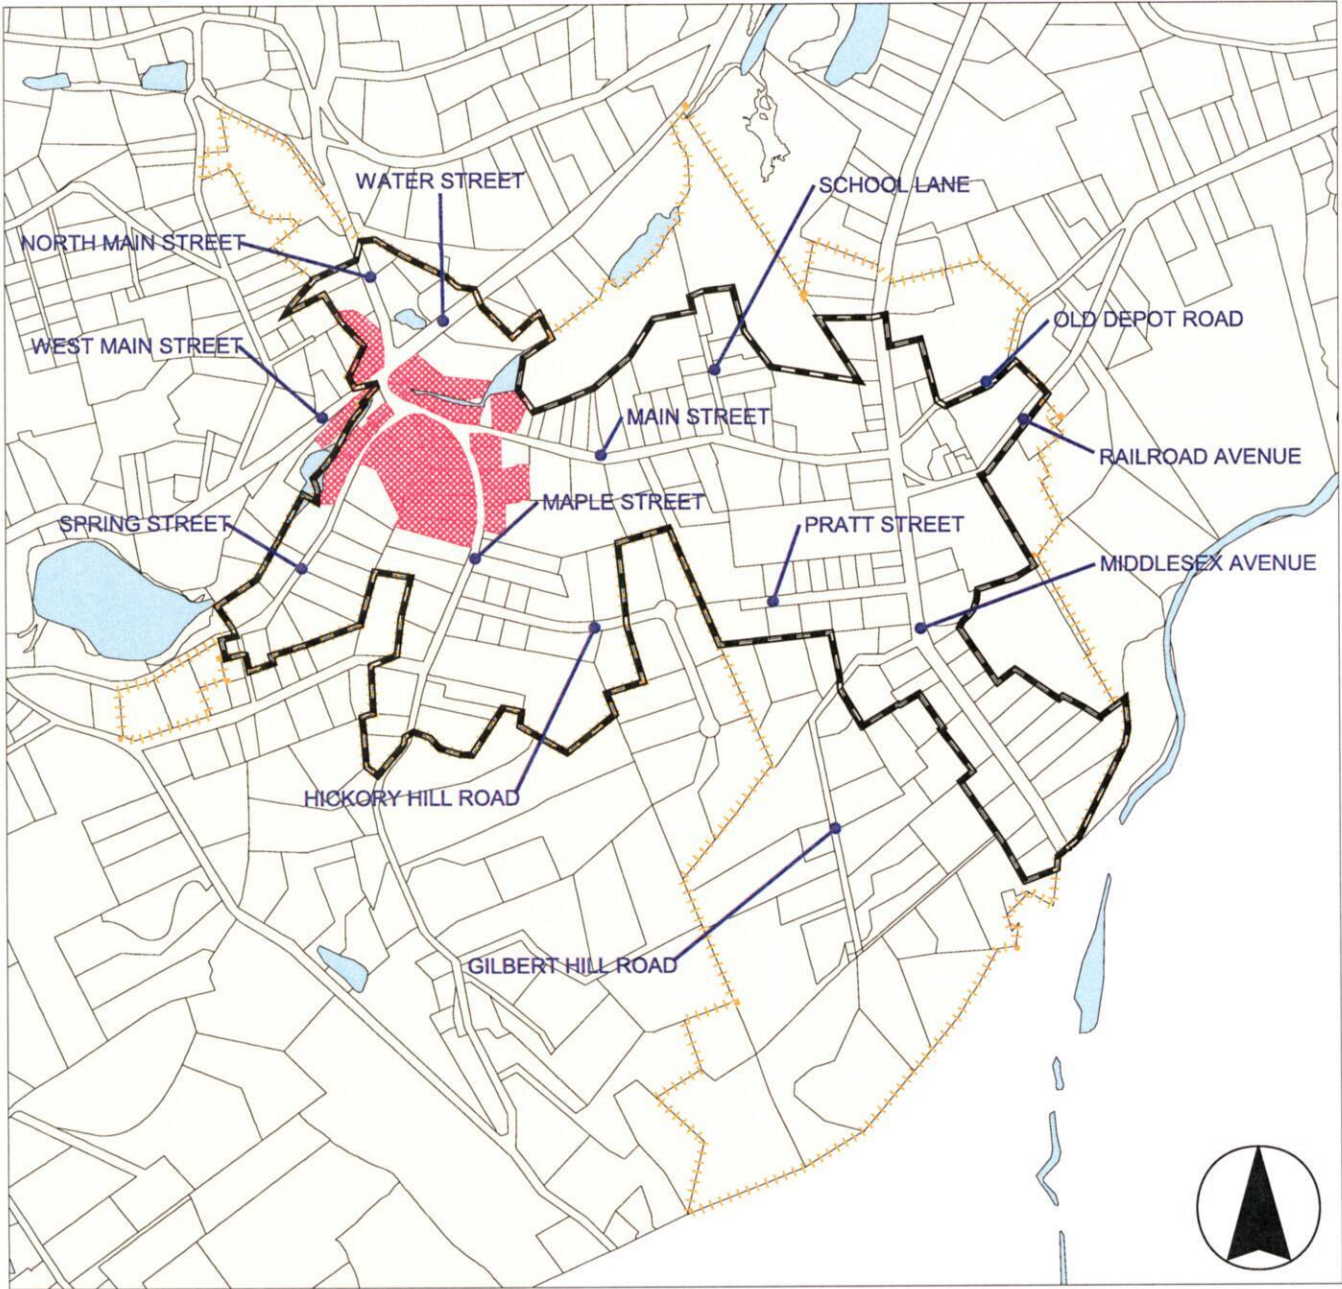 WATER STREET
SCHOOL LANE
NORTH MAIN STREET
OLD DEPOT ROAD
WEST MAIN STREET
MAIN STREET
RAILROAD AVENUE
MAPLE STREET
SPRING STREET
PRATT STREET
MIDDLESEX AVENUE
HICKORY HILL ROAD
GILBERT HILL ROAD